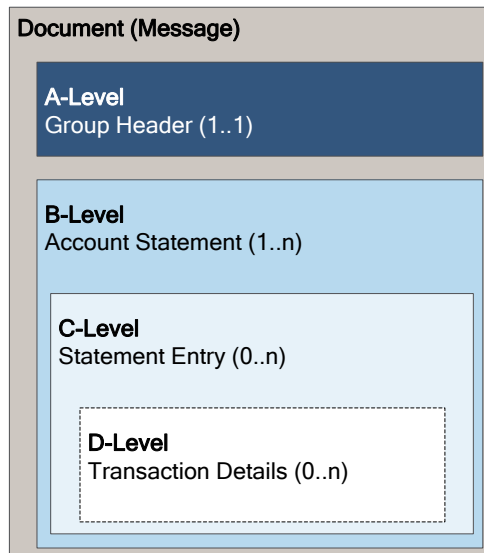 Document (Message)
A-Level
Group Header (1..1)
B-Level
Account Statement (1..n)
C-Level
Statement Entry (0..n)
D-Level
Transaction Details (0..n)